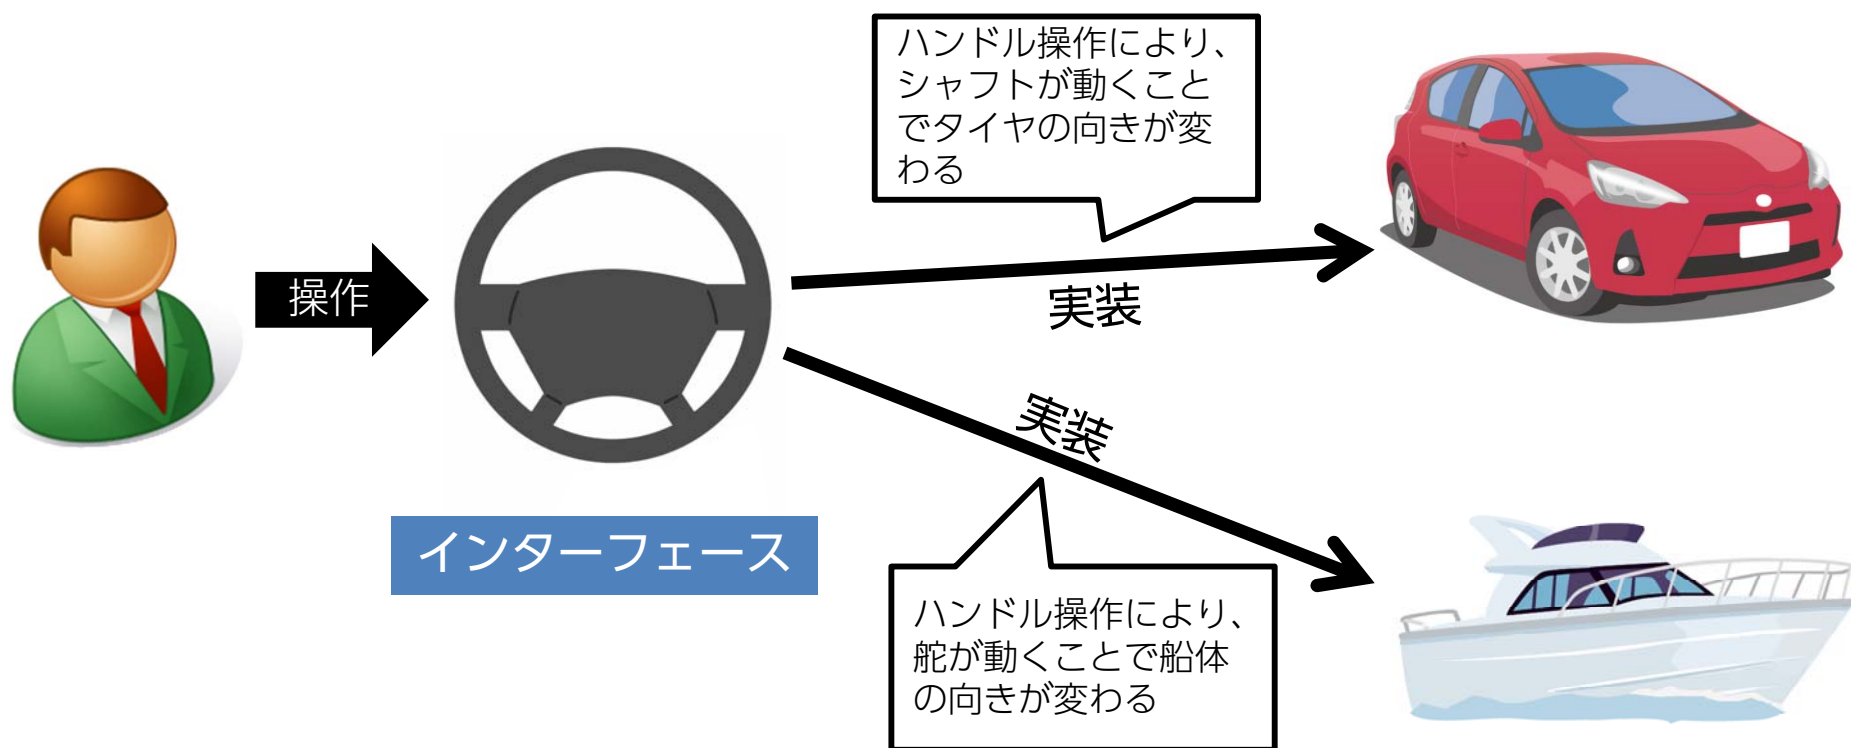 ハンドル操作により、
シャフトが動くこと
でタイヤの向きが変
わる
操作
実装
実装
インターフェース
ハンドル操作により、
舵が動くことで船体
の向きが変わる